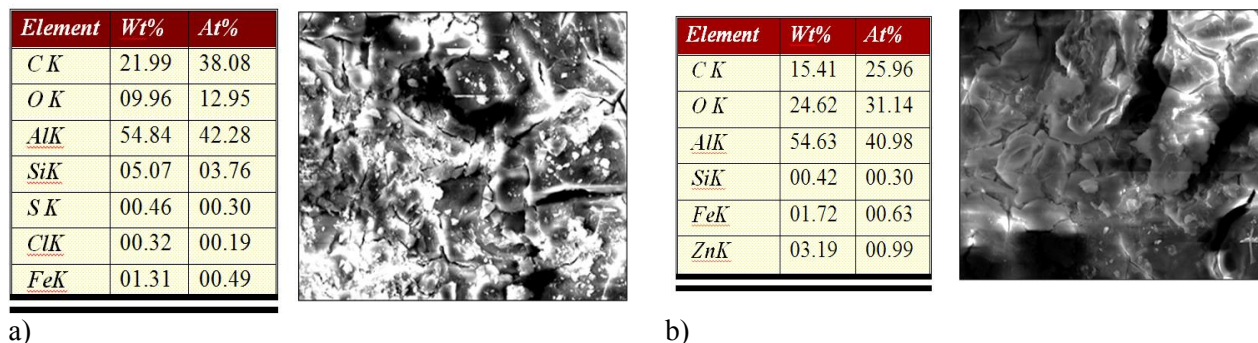 Element Wt% At%
C K 21.99 38.08
O K 09.96 12.95
AlK 54.84 42.28
SiK 05.07 03.76
S K 00.46 00.30
ClK 00.32 00.19
FeK 01.31 00.49
a)
Element Wt% At%
C K 15.41 25.96
O K 24.62 31.14
AlK 54.63 40.98
SiK 00.42 00.30
FeK 01.72 00.63
ZnK 03.19 00.99
b)